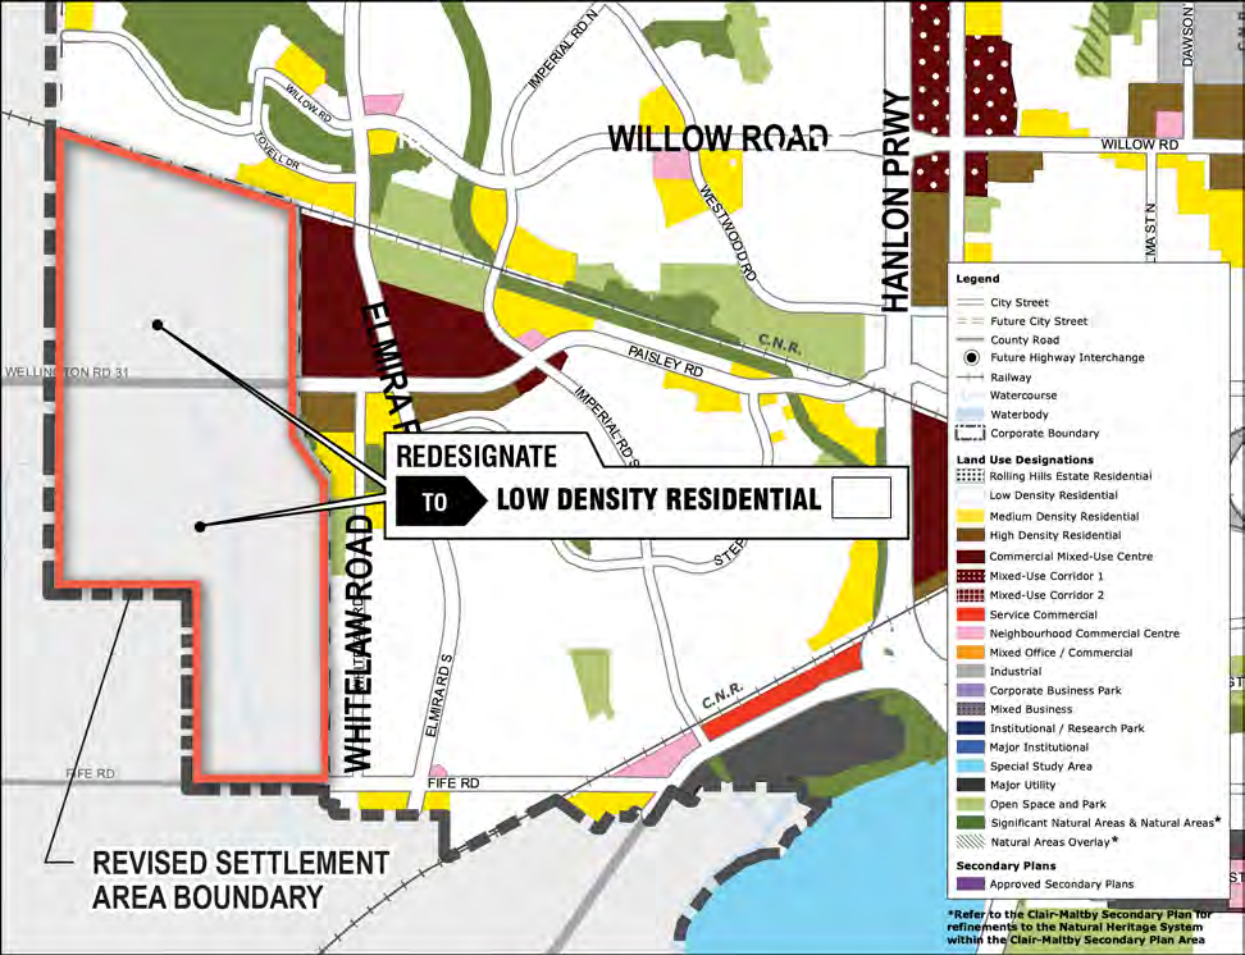 IMPERIAL RD N
DAWSON
WILLOW RD
TOVELL DR
WILLOW ROAD
WILLOW RD
HANLON PRWY
WESTWOOD RD
C.N.R.
PAISLEY RD
WELLINGTON RD 31
ELMIRA
IMPERIAL RD S
REDESIGNATE
TO LOW DENSITY RESIDENTIAL
WHITELAW ROAD
ELMIRA RD S
C.N.R.
FIFE RD
FIFE RD
REVISED SETTLEMENT
AREA BOUNDARY
Legend
City Street
Future City Street
County Road
Future Highway Interchange
Railway
Watercourse
Waterbody
Corporate Boundary
Land Use Designations
Rolling Hills Estate Residential
Low Density Residential
Medium Density Residential
High Density Residential
Commercial Mixed-Use Centre
Mixed-Use Corridor 1
Mixed-Use Corridor 2
Service Commercial
Neighbourhood Commercial Centre
Mixed Office / Commercial
Industrial
Corporate Business Park
Mixed Business
Institutional / Research Park
Major Institutional
Special Study Area
Major Utility
Open Space and Park
Significant Natural Areas & Natural Areas*
Natural Areas Overlay*
Secondary Plans
Approved Secondary Plans
*Refer to the Clair-Maltby Secondary Plan for
refinements to the Natural Heritage System
within the Clair-Maltby Secondary Plan Area